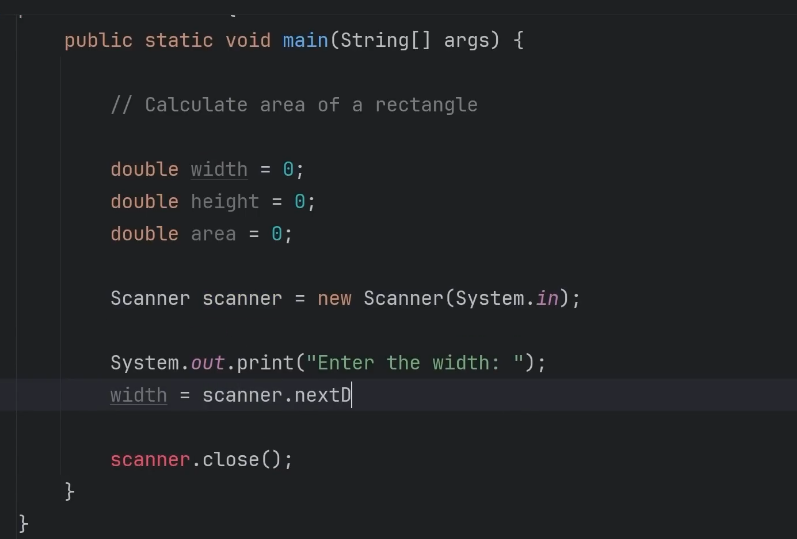 public static void main(String[] args) {
// Calculate area of a rectangle
double width = 0;
double height = 0;
double area = 0;
Scanner scanner = new Scanner(System.in);
System.out.print("Enter the width: ");
width = scanner.nextD
scanner.close();
}
}